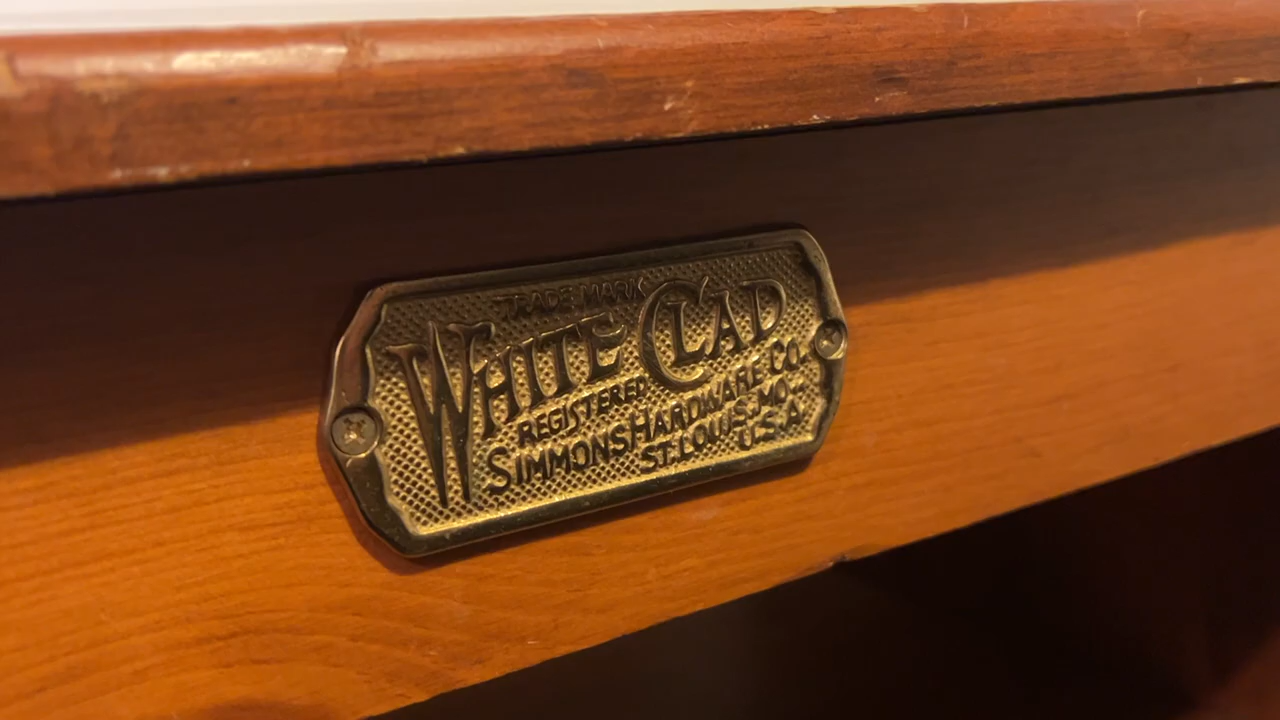 TRADE MARK
WHITE CLAD
REGISTERED
SIMMONS HARDWARE CO.
ST. LOUIS. MO.
U.S.A.